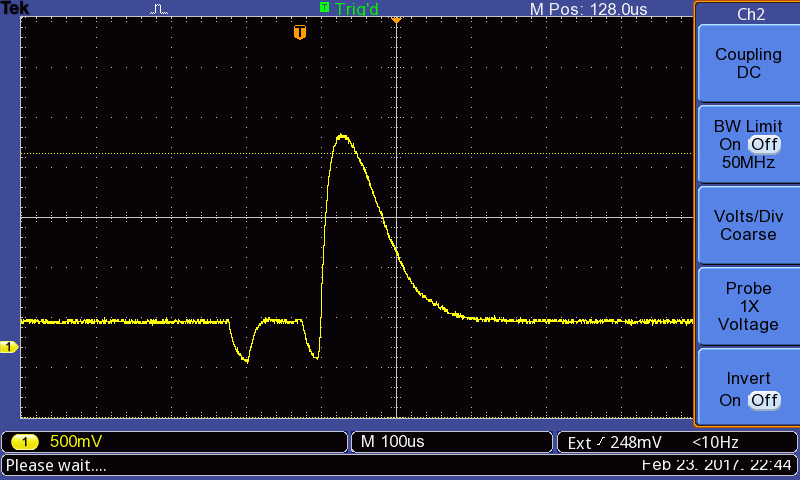 Tek T Trig'd M Pos: 128.0us
T
Ch2
Coupling
DC
BW Limit
On Off
50MHz
Volts/Div
Coarse
Probe
1X
Voltage
1
Invert
On Off
1 500mV M 100us Ext 248mV <10Hz
Please wait.... Feb 23, 2017, 22:44